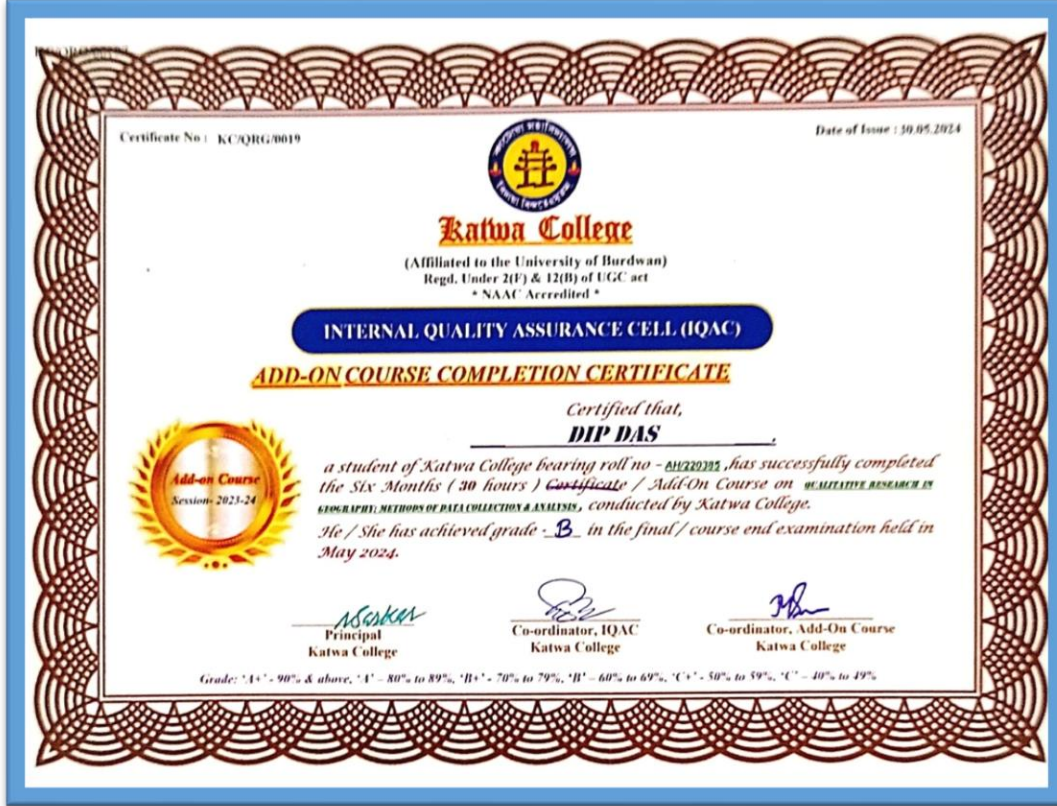 Certificate No : KC/QRG/0019
Date of Issue : 30.05.2024
Katwa College
(Affiliated to the University of Burdwan)
Regd. Under 2(F) & 12(B) of UGC act
* NAAC Accredited *
INTERNAL QUALITY ASSURANCE CELL (IQAC)
ADD-ON COURSE COMPLETION CERTIFICATE
Certified that,
DIP DAS
Add-on Course
Session- 2023-24
a student of Katwa College bearing roll no - AH/220385 ,has successfully completed
the Six Months ( 30 hours ) Certificate / Add-On Course on QUALITATIVE RESEARCH IN
GEOGRAPHY: METHODS OF DATA COLLECTION & ANALYSIS , conducted by Katwa College.
He / She has achieved grade - B in the final / course end examination held in
May 2024.
Principal
Katwa College
Co-ordinator, IQAC
Katwa College
Co-ordinator, Add-On Course
Katwa College
Grade: 'A+' - 90% & above, 'A' – 80% to 89%, 'B+' - 70% to 79%, 'B' – 60% to 69%, 'C+' - 50% to 59%, 'C' – 40% to 49%